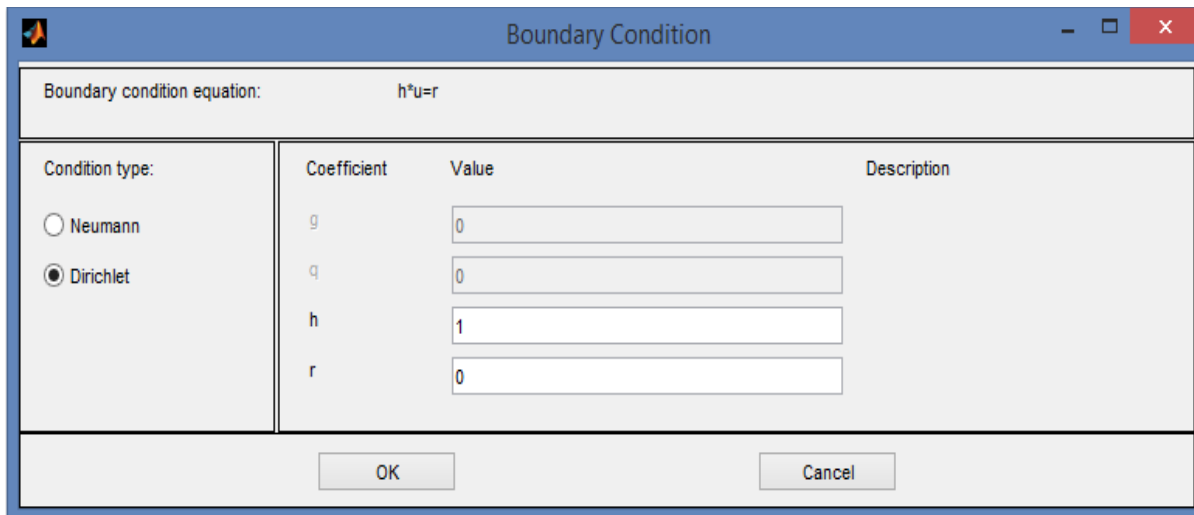 Boundary Condition
Boundary condition equation: h*u=r
Condition type: Coefficient Value Description
Neumann g 0
Dirichlet q 0
h 1
r 0
OK Cancel